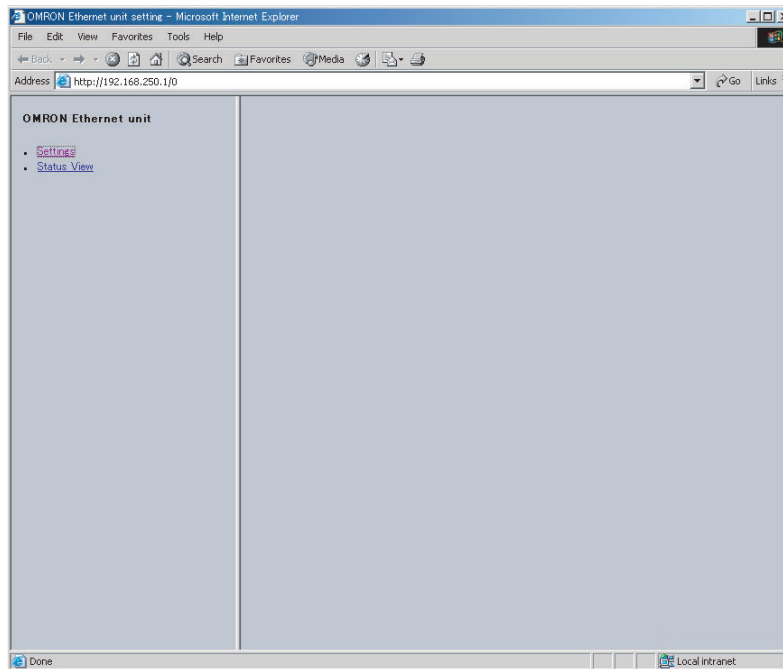 OMRON Ethernet unit setting - Microsoft Internet Explorer
File Edit View Favorites Tools Help
Back Search Favorites Media
Address http://192.168.250.1/0 Go Links
OMRON Ethernet unit
Settings
Status View
Done Local intranet